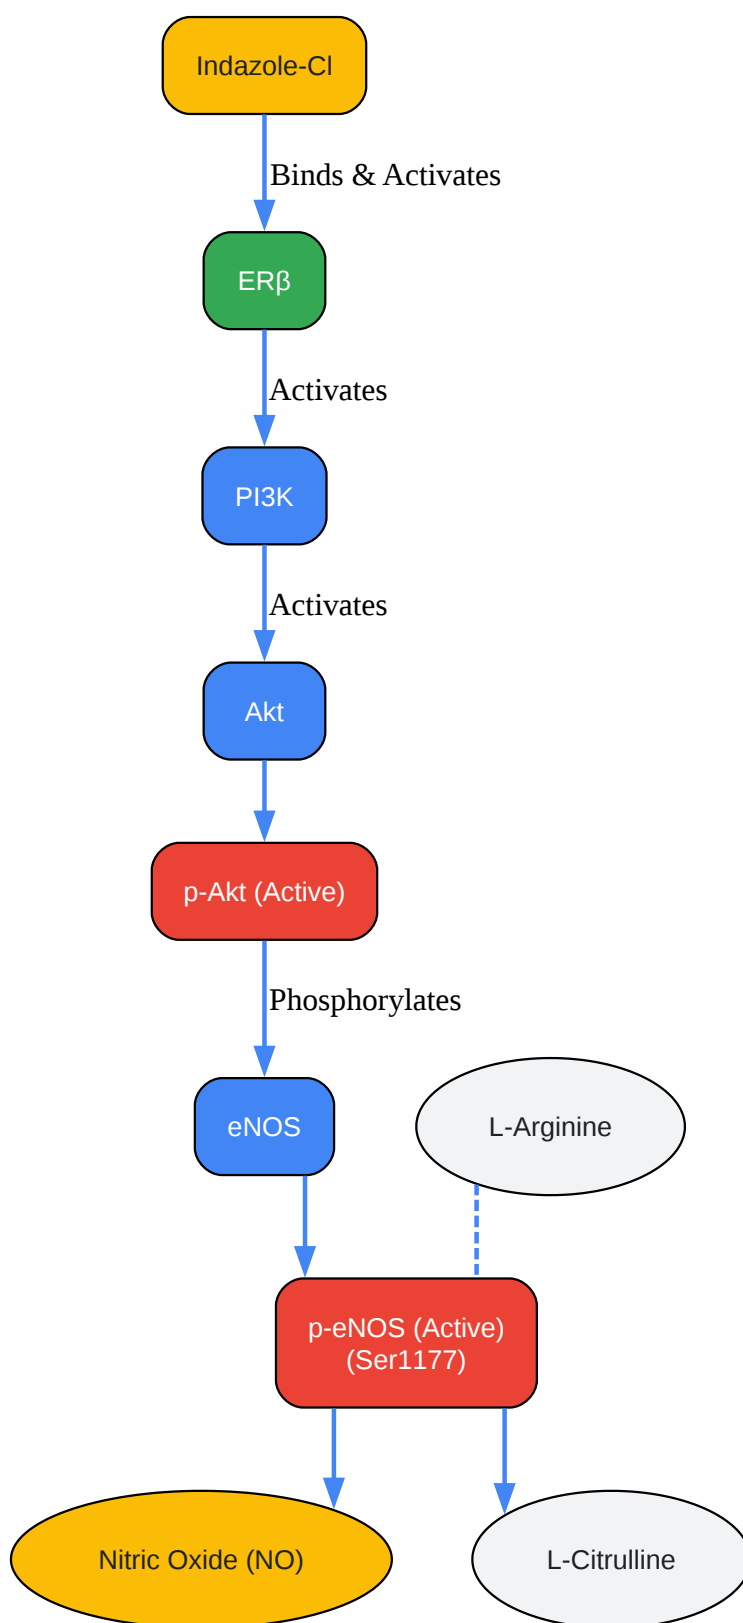 Indazole-Cl
Binds & Activates
ERβ
Activates
PI3K
Activates
Akt
p-Akt (Active)
Phosphorylates
eNOS
L-Arginine
p-eNOS (Active)
(Ser1177)
Nitric Oxide (NO)
L-Citrulline